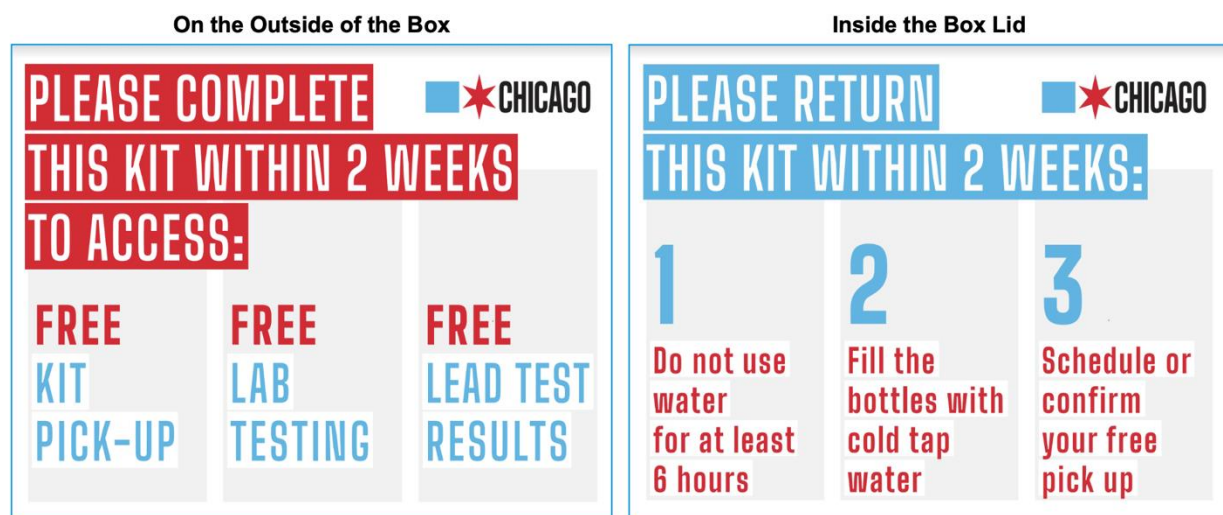 On the Outside of the Box
PLEASE COMPLETE
THIS KIT WITHIN 2 WEEKS
TO ACCESS:
CHICAGO
FREE
KIT
PICK-UP
FREE
LAB
TESTING
FREE
LEAD TEST
RESULTS
Inside the Box Lid
PLEASE RETURN
THIS KIT WITHIN 2 WEEKS:
CHICAGO
1
Do not use
water
for at least
6 hours
2
Fill the
bottles with
cold tap
water
3
Schedule or
confirm
your free
pick up